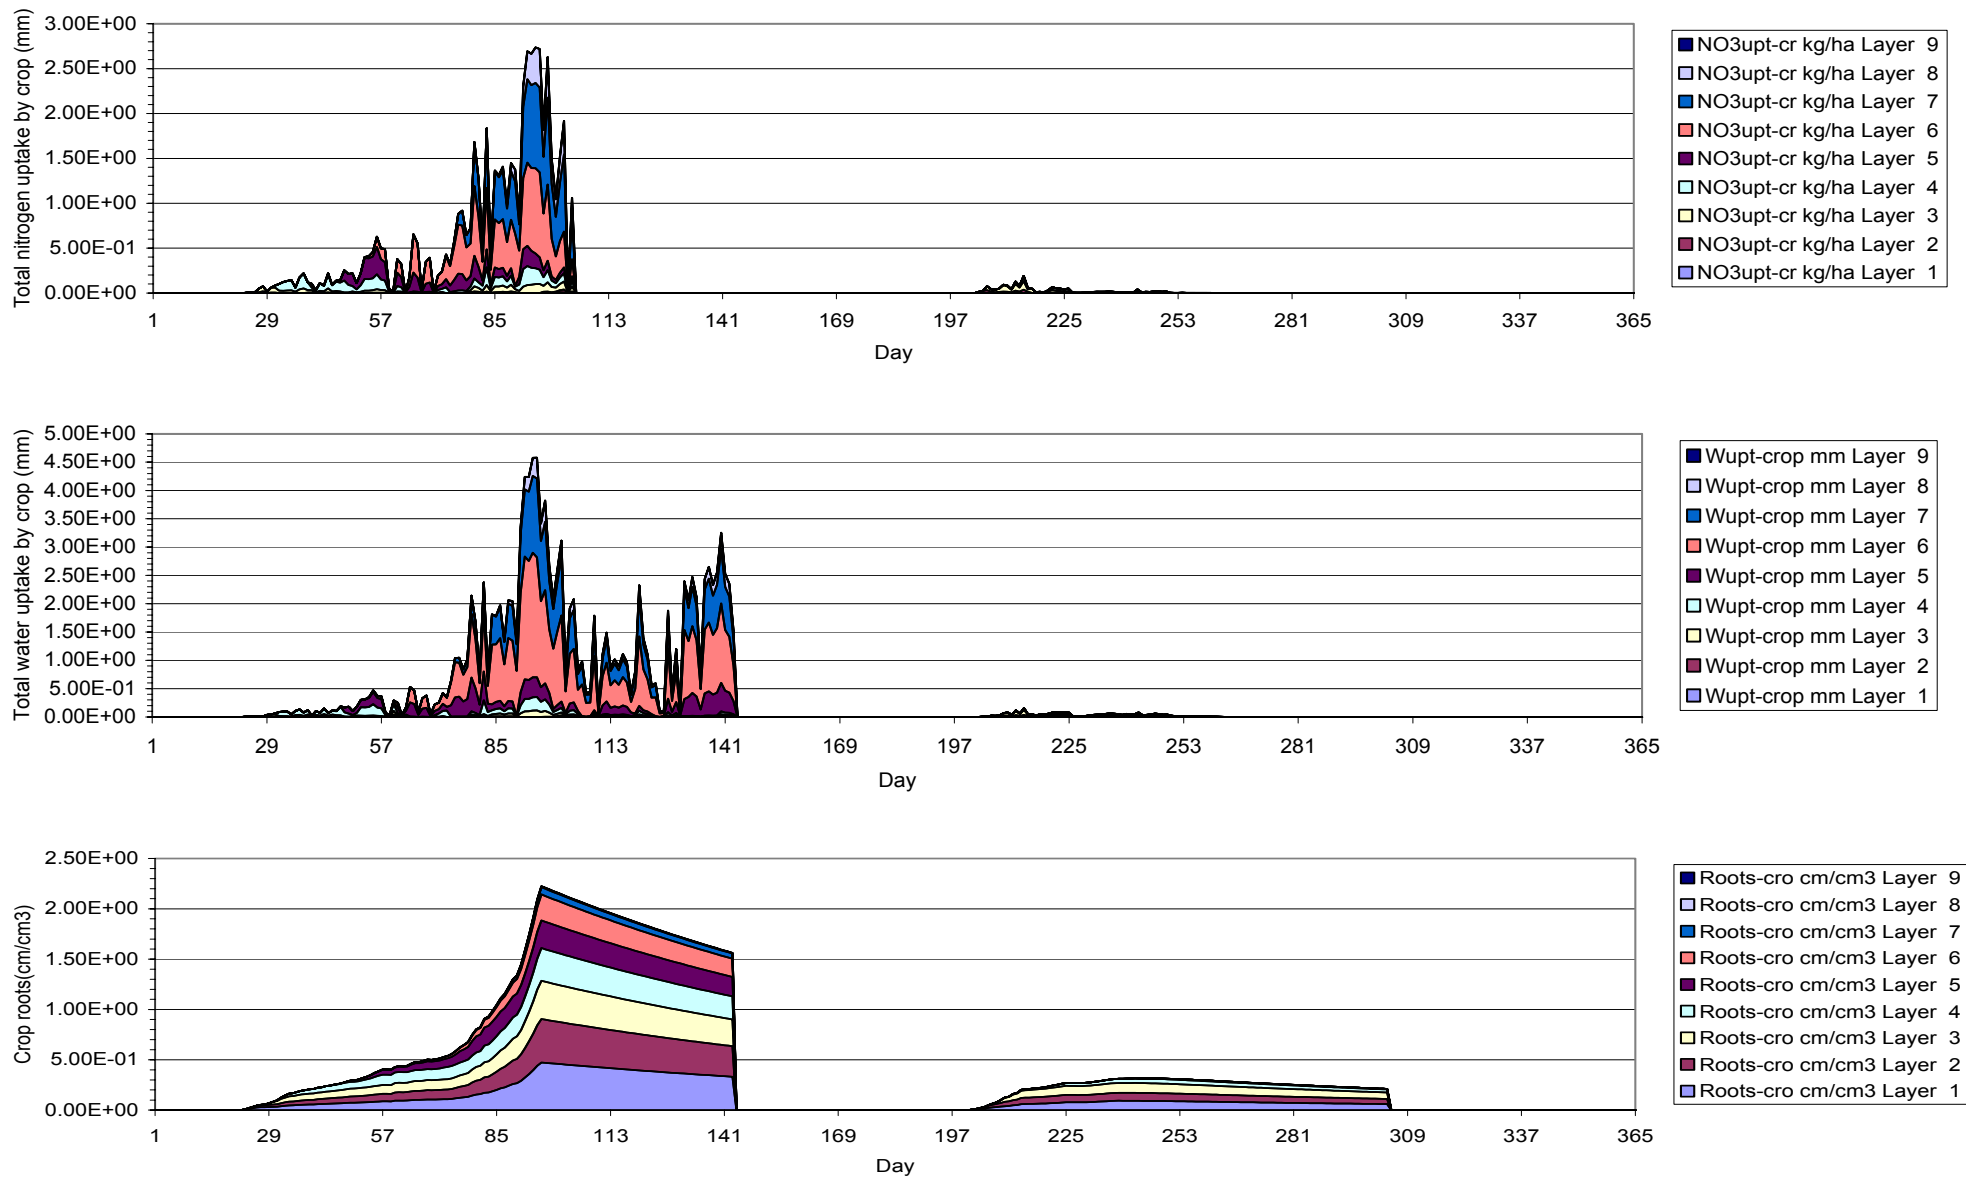 Total nitrogen uptake by crop (mm)
3.00E+00
2.50E+00
2.00E+00
1.50E+00
1.00E+00
5.00E-01
0.00E+00
1 29 57 85 113 141 169 197 225 253 281 309 337 365
Day
NO3upt-cr kg/ha Layer 9
NO3upt-cr kg/ha Layer 8
NO3upt-cr kg/ha Layer 7
NO3upt-cr kg/ha Layer 6
NO3upt-cr kg/ha Layer 5
NO3upt-cr kg/ha Layer 4
NO3upt-cr kg/ha Layer 3
NO3upt-cr kg/ha Layer 2
NO3upt-cr kg/ha Layer 1
Total water uptake by crop (mm)
5.00E+00
4.50E+00
4.00E+00
3.50E+00
3.00E+00
2.50E+00
2.00E+00
1.50E+00
1.00E+00
5.00E-01
0.00E+00
1 29 57 85 113 141 169 197 225 253 281 309 337 365
Day
Wupt-crop mm Layer 9
Wupt-crop mm Layer 8
Wupt-crop mm Layer 7
Wupt-crop mm Layer 6
Wupt-crop mm Layer 5
Wupt-crop mm Layer 4
Wupt-crop mm Layer 3
Wupt-crop mm Layer 2
Wupt-crop mm Layer 1
Crop roots(cm/cm3)
2.50E+00
2.00E+00
1.50E+00
1.00E+00
5.00E-01
0.00E+00
1 29 57 85 113 141 169 197 225 253 281 309 337 365
Day
Roots-cro cm/cm3 Layer 9
Roots-cro cm/cm3 Layer 8
Roots-cro cm/cm3 Layer 7
Roots-cro cm/cm3 Layer 6
Roots-cro cm/cm3 Layer 5
Roots-cro cm/cm3 Layer 4
Roots-cro cm/cm3 Layer 3
Roots-cro cm/cm3 Layer 2
Roots-cro cm/cm3 Layer 1